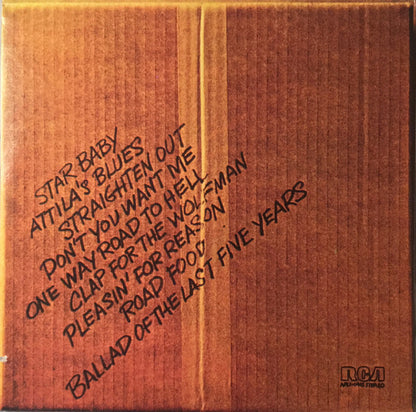 STAR BABY
ATTILA'S BLUES
STRAIGHTEN OUT
DON'T YOU WANT ME
ONE WAY ROAD TO HELL
CLAP FOR THE WOLFMAN
PLEASIN' FOR REASON
ROAD FOOD
BALLAD OF THE LAST FIVE YEARS
RCA
STEREO